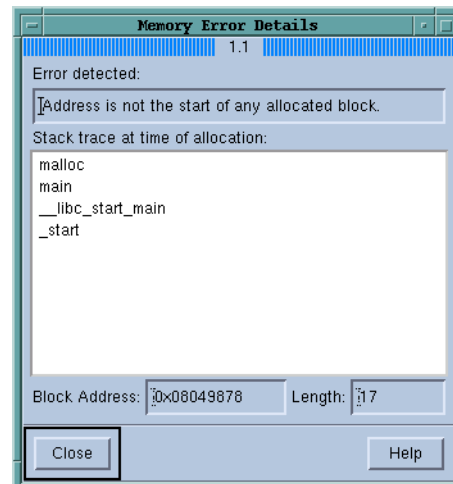 Memory Error Details
1.1
Error detected:
Address is not the start of any allocated block.
Stack trace at time of allocation:
malloc
main
__libc_start_main
_start
Block Address: 0x08049878 Length: 17
Close Help